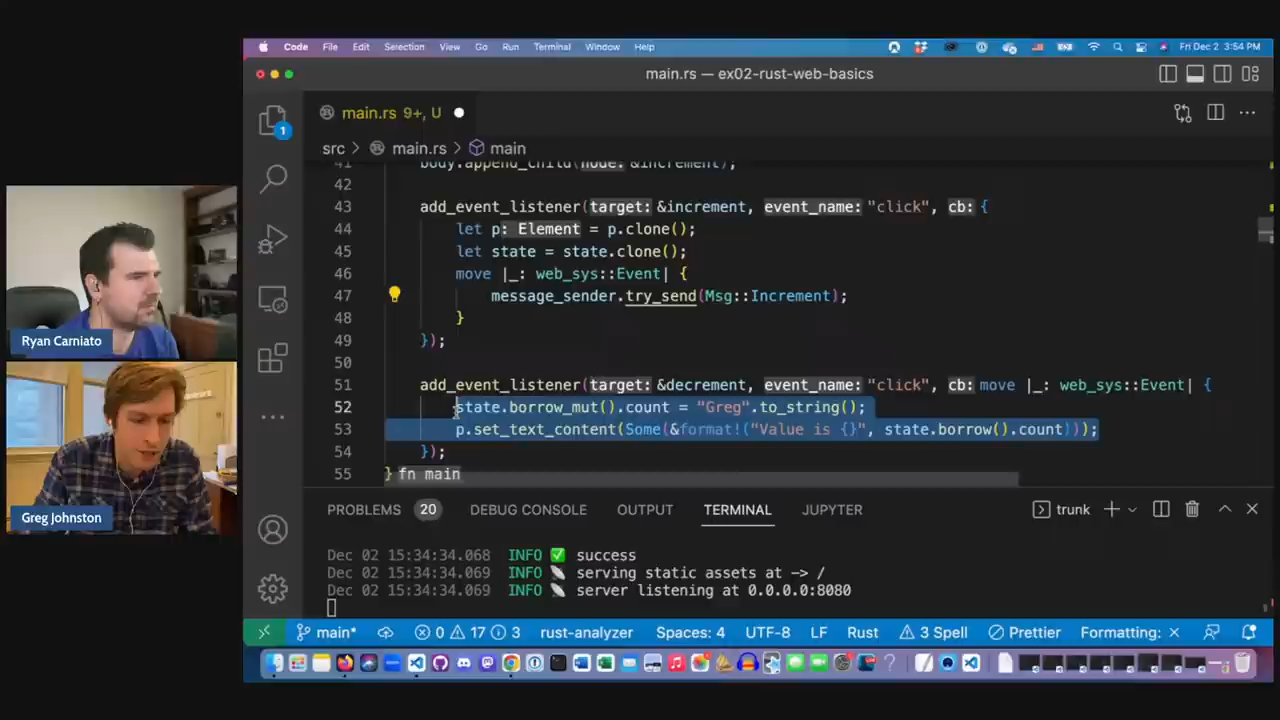 Code File Edit Selection View Go Run Terminal Window Help Fri Dec 2 3:54 PM
main.rs — ex02-rust-web-basics
main.rs 9+, U
1
src > main.rs > main
41 body.append_child(node: &increment);
42
43 add_event_listener(target: &increment, event_name: "click", cb: {
44 let p: Element = p.clone();
45 let state = state.clone();
46 move |_: web_sys::Event| {
47 message_sender.try_send(Msg::Increment);
48 }
49 });
50
51 add_event_listener(target: &decrement, event_name: "click", cb: move |_: web_sys::Event| {
52 state.borrow_mut().count = "Greg".to_string();
53 p.set_text_content(Some(&format!("Value is {}", state.borrow().count)));
54 });
55 } fn main
Ryan Carniato
Greg Johnston
PROBLEMS 20 DEBUG CONSOLE OUTPUT TERMINAL JUPYTER trunk
Dec 02 15:34:34.068 INFO ✅ success
Dec 02 15:34:34.069 INFO 📡 serving static assets at -> /
Dec 02 15:34:34.069 INFO 📡 server listening at 0.0.0.0:8080
main* 0 17 3 rust-analyzer Spaces: 4 UTF-8 LF Rust 3 Spell Prettier Formatting: ×